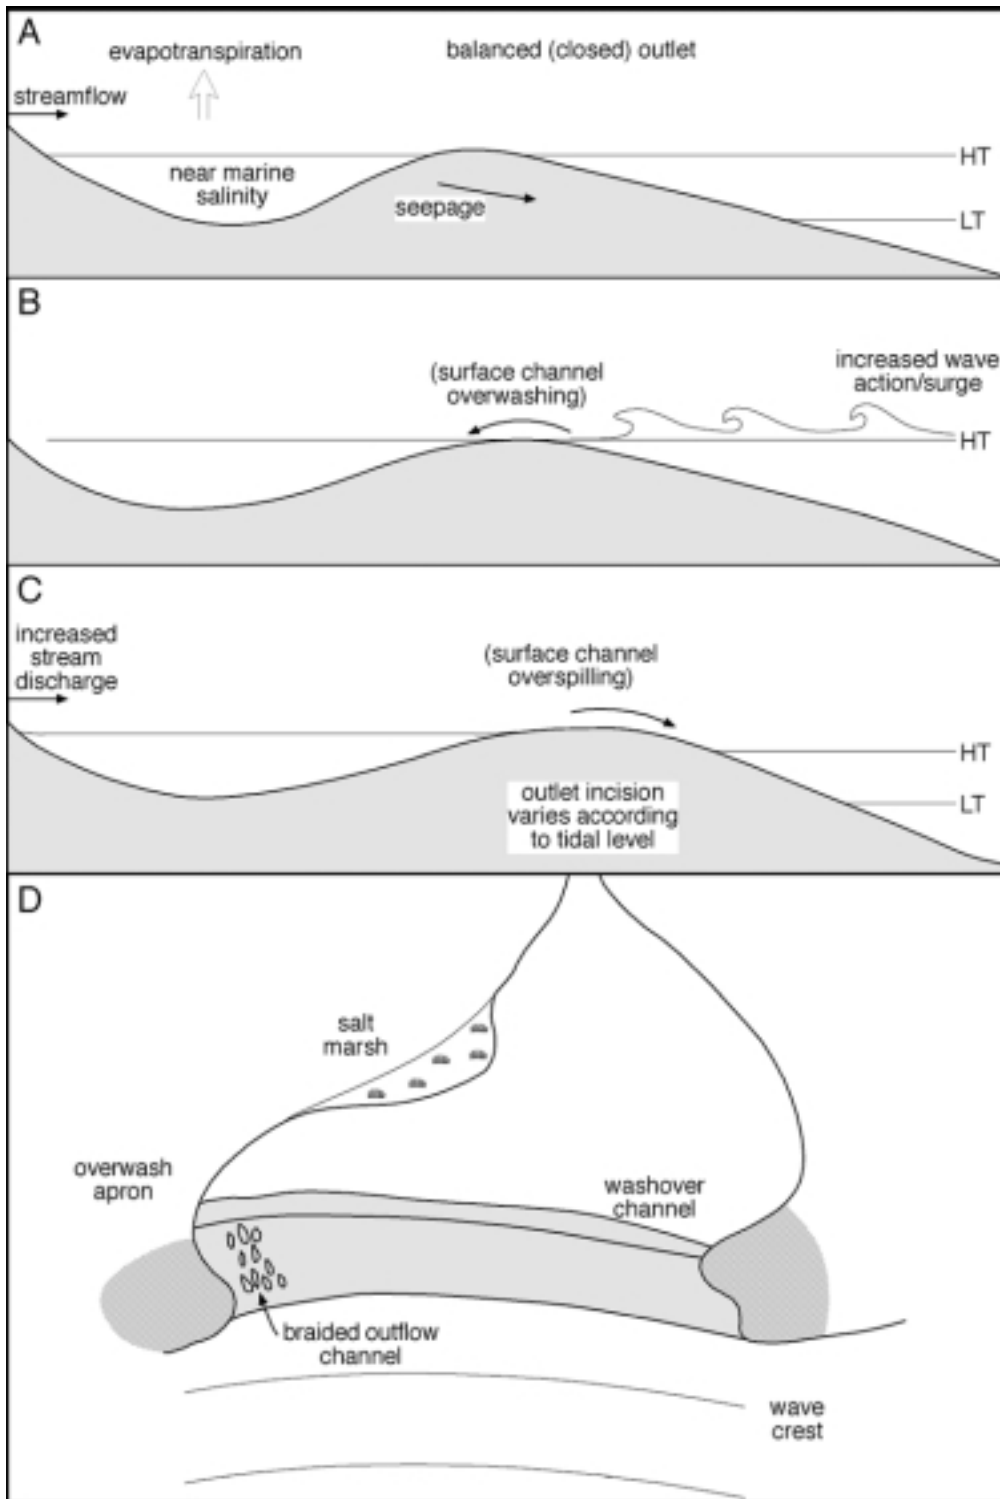 A
evapotranspiration
balanced (closed) outlet
streamflow
near marine
salinity
seepage
HT
LT
B
(surface channel
overwashing)
increased wave
action/surge
HT
C
increased
stream
discharge
(surface channel
overspilling)
outlet incision
varies according
to tidal level
HT
LT
D
salt
marsh
overwash
apron
washover
channel
braided outflow
channel
wave
crest